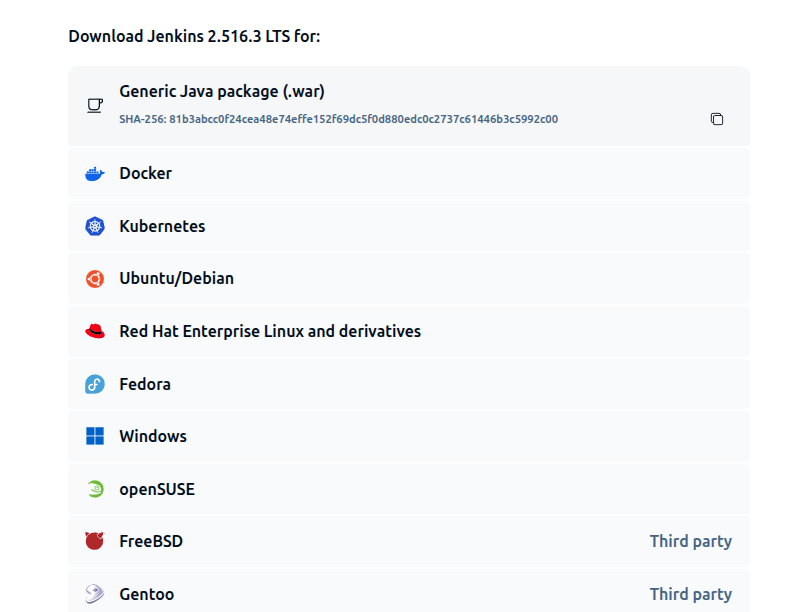 Download Jenkins 2.516.3 LTS for:
Generic Java package (.war)
SHA-256: 81b3abcc0f24cea48e74effe152f69dc5f0d880edc0c2737c61446b3c5992c00
Docker
Kubernetes
Ubuntu/Debian
Red Hat Enterprise Linux and derivatives
Fedora
Windows
openSUSE
FreeBSD Third party
Gentoo Third party